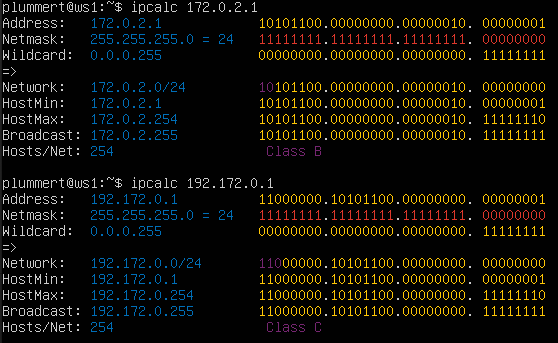 plummert@ws1:~$ ipcalc 172.0.2.1
Address:   172.0.2.1            10101100.00000000.00000010. 00000001
Netmask:   255.255.255.0 = 24   11111111.11111111.11111111. 00000000
Wildcard:  0.0.0.255            00000000.00000000.00000000. 11111111
=>
Network:   172.0.2.0/24         10101100.00000000.00000010. 00000000
HostMin:   172.0.2.1            10101100.00000000.00000010. 00000001
HostMax:   172.0.2.254          10101100.00000000.00000010. 11111110
Broadcast: 172.0.2.255          10101100.00000000.00000010. 11111111
Hosts/Net: 254                   Class B
plummert@ws1:~$ ipcalc 192.172.0.1
Address:   192.172.0.1          11000000.10101100.00000000. 00000001
Netmask:   255.255.255.0 = 24   11111111.11111111.11111111. 00000000
Wildcard:  0.0.0.255            00000000.00000000.00000000. 11111111
=>
Network:   192.172.0.0/24       11000000.10101100.00000000. 00000000
HostMin:   192.172.0.1          11000000.10101100.00000000. 00000001
HostMax:   192.172.0.254        11000000.10101100.00000000. 11111110
Broadcast: 192.172.0.255        11000000.10101100.00000000. 11111111
Hosts/Net: 254                   Class C